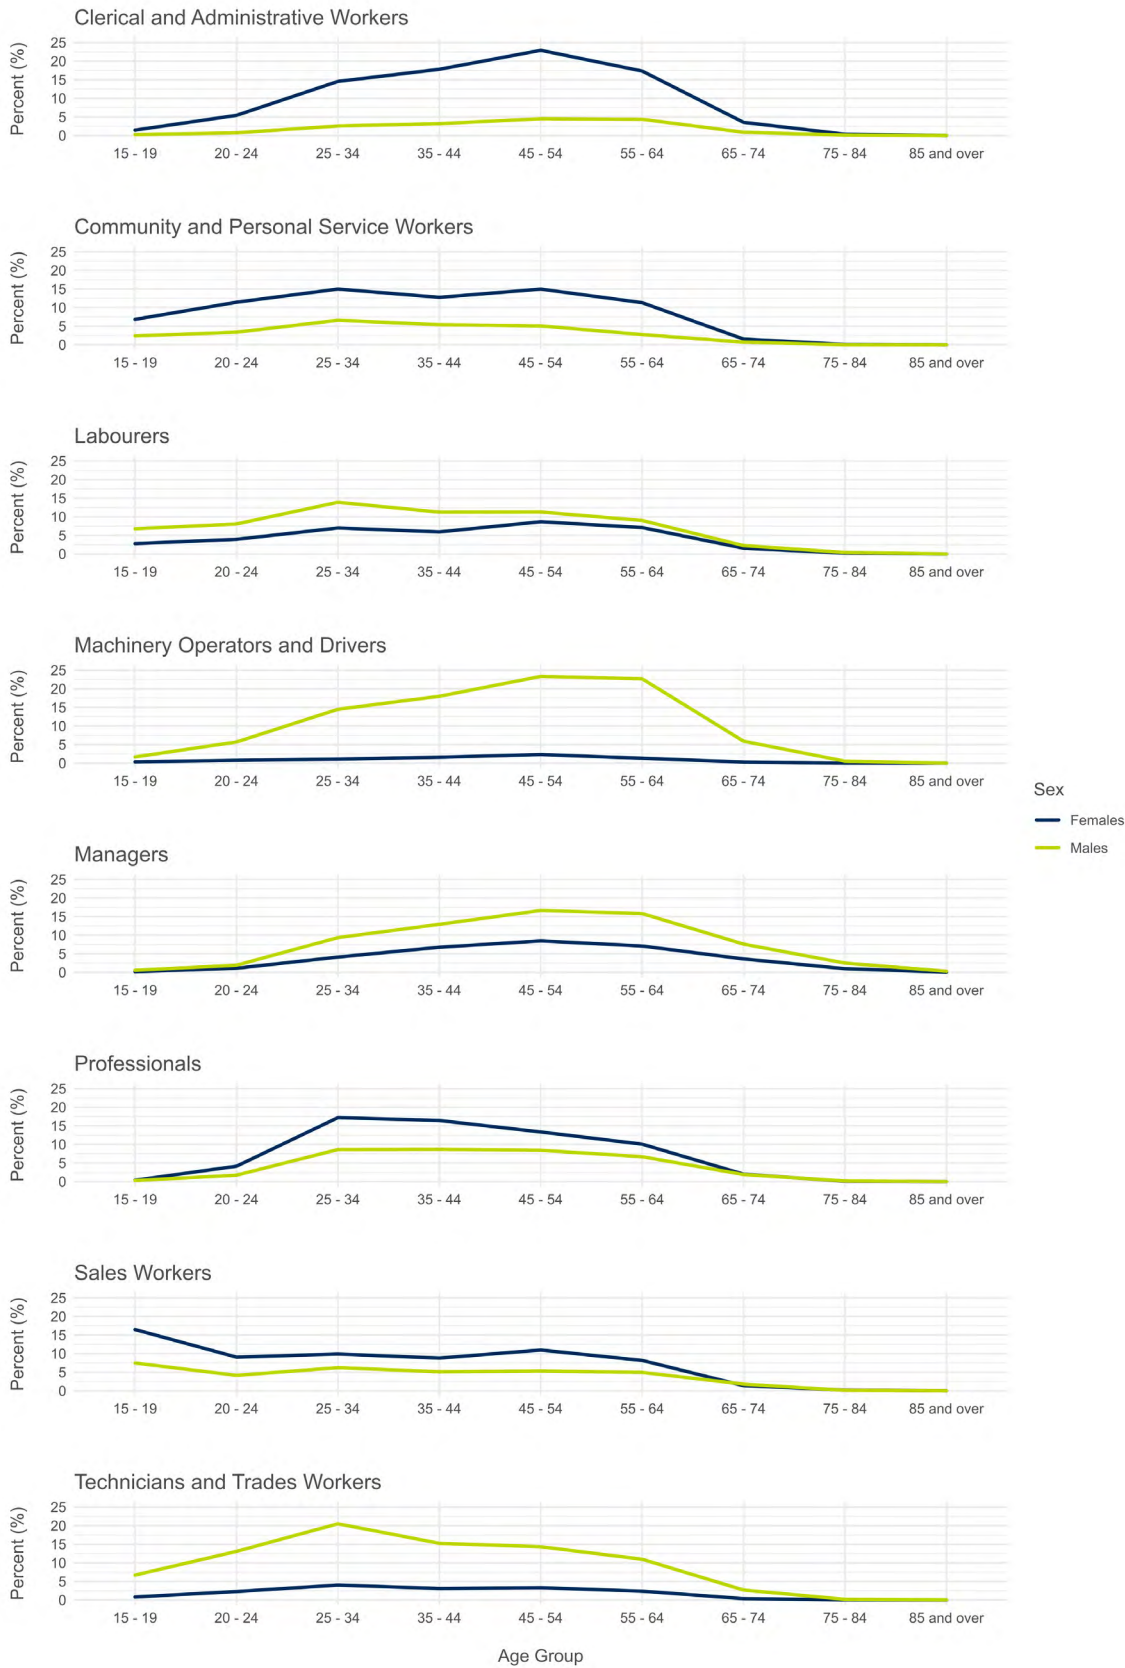 Clerical and Administrative Workers
Percent (%)
25
20
15
10
5
0
15 - 19 20 - 24 25 - 34 35 - 44 45 - 54 55 - 64 65 - 74 75 - 84 85 and over
Community and Personal Service Workers
Percent (%)
25
20
15
10
5
0
15 - 19 20 - 24 25 - 34 35 - 44 45 - 54 55 - 64 65 - 74 75 - 84 85 and over
Labourers
Percent (%)
25
20
15
10
5
0
15 - 19 20 - 24 25 - 34 35 - 44 45 - 54 55 - 64 65 - 74 75 - 84 85 and over
Machinery Operators and Drivers
Percent (%)
25
20
15
10
5
0
15 - 19 20 - 24 25 - 34 35 - 44 45 - 54 55 - 64 65 - 74 75 - 84 85 and over
Sex
Females
Males
Managers
Percent (%)
25
20
15
10
5
0
15 - 19 20 - 24 25 - 34 35 - 44 45 - 54 55 - 64 65 - 74 75 - 84 85 and over
Professionals
Percent (%)
25
20
15
10
5
0
15 - 19 20 - 24 25 - 34 35 - 44 45 - 54 55 - 64 65 - 74 75 - 84 85 and over
Sales Workers
Percent (%)
25
20
15
10
5
0
15 - 19 20 - 24 25 - 34 35 - 44 45 - 54 55 - 64 65 - 74 75 - 84 85 and over
Technicians and Trades Workers
Percent (%)
25
20
15
10
5
0
15 - 19 20 - 24 25 - 34 35 - 44 45 - 54 55 - 64 65 - 74 75 - 84 85 and over
Age Group